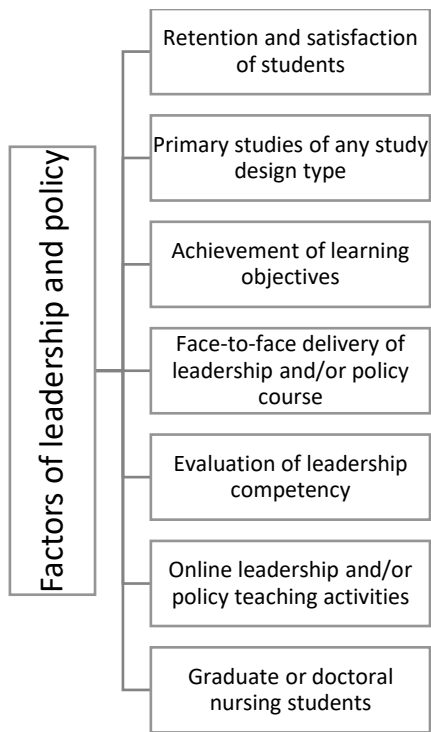 Factors of leadership and policy
Retention and satisfaction
of students
Primary studies of any study
design type
Achievement of learning
objectives
Face-to-face delivery of
leadership and/or policy
course
Evaluation of leadership
competency
Online leadership and/or
policy teaching activities
Graduate or doctoral
nursing students